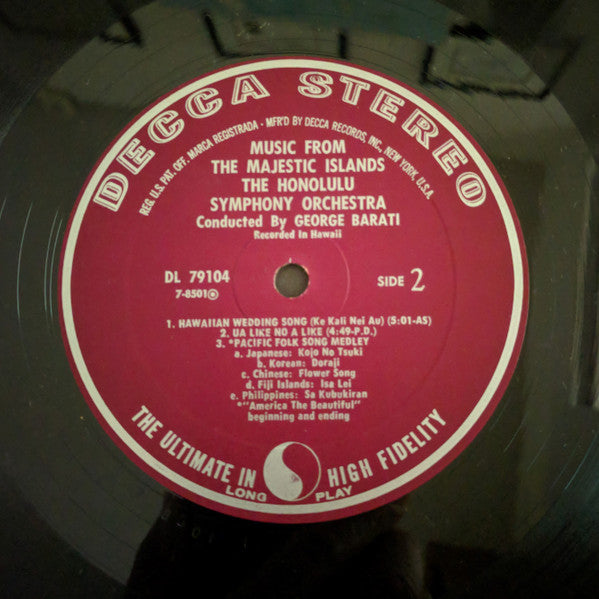 DECCA STEREO
REG. U.S. PAT. OFF. MARCA REGISTRADA • MFR'D BY DECCA RECORDS, INC. NEW YORK, U.S.A.
MUSIC FROM
THE MAJESTIC ISLANDS
THE HONOLULU
SYMPHONY ORCHESTRA
Conducted By GEORGE BARATI
Recorded In Hawaii
DL 79104
SIDE 2
7-8501
1. HAWAIIAN WEDDING SONG (Ke Kali Nei Au) (5:01-AS)
2. UA LIKE NO A LIKE (4:49-P.D.)
3. *PACIFIC FOLK SONG MEDLEY
a. Japanese: Kojo No Tsuki
b. Korean: Doraji
c. Chinese: Flower Song
d. Fiji Islands: Isa Lei
e. Philippines: Sa Kubukiran
*"America The Beautiful"
beginning and ending
THE ULTIMATE IN HIGH FIDELITY
LONG PLAY